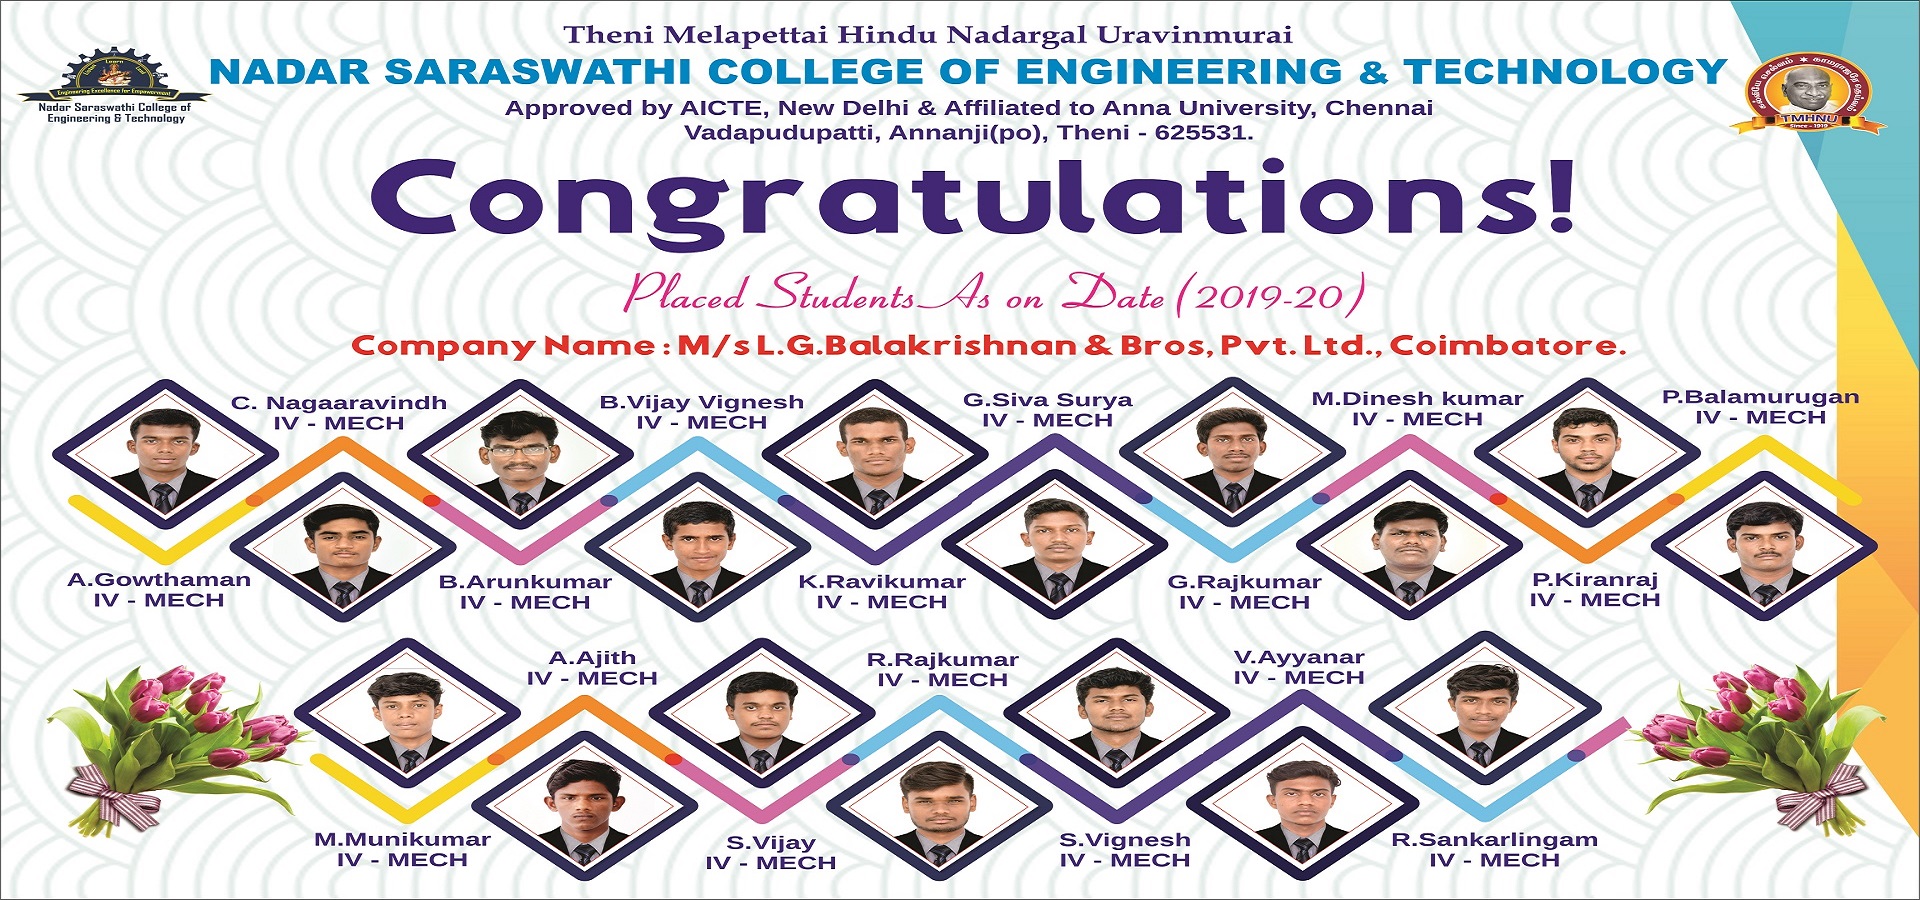 Theni Melapettai Hindu Nadargal Uravinmurai
NADAR SARASWATHI COLLEGE OF ENGINEERING & TECHNOLOGY
Approved by AICTE, New Delhi & Affiliated to Anna University, Chennai
Vadapudupatti, Annanji(po), Theni - 625531.
Learn
Engineering Excellence for Empowerment
Nadar Saraswathi College of
Engineering & Technology
TMHNU
Since - 1919
Congratulations!
Placed Students As on Date (2019-20)
Company Name : M/s L.G.Balakrishnan & Bros, Pvt. Ltd., Coimbatore.
C. Nagaaravindh
IV - MECH
B.Vijay Vignesh
IV - MECH
G.Siva Surya
IV - MECH
M.Dinesh kumar
IV - MECH
P.Balamurugan
IV - MECH
A.Gowthaman
IV - MECH
B.Arunkumar
IV - MECH
K.Ravikumar
IV - MECH
G.Rajkumar
IV - MECH
P.Kiranraj
IV - MECH
A.Ajith
IV - MECH
R.Rajkumar
IV - MECH
V.Ayyanar
IV - MECH
M.Munikumar
IV - MECH
S.Vijay
IV - MECH
S.Vignesh
IV - MECH
R.Sankarlingam
IV - MECH